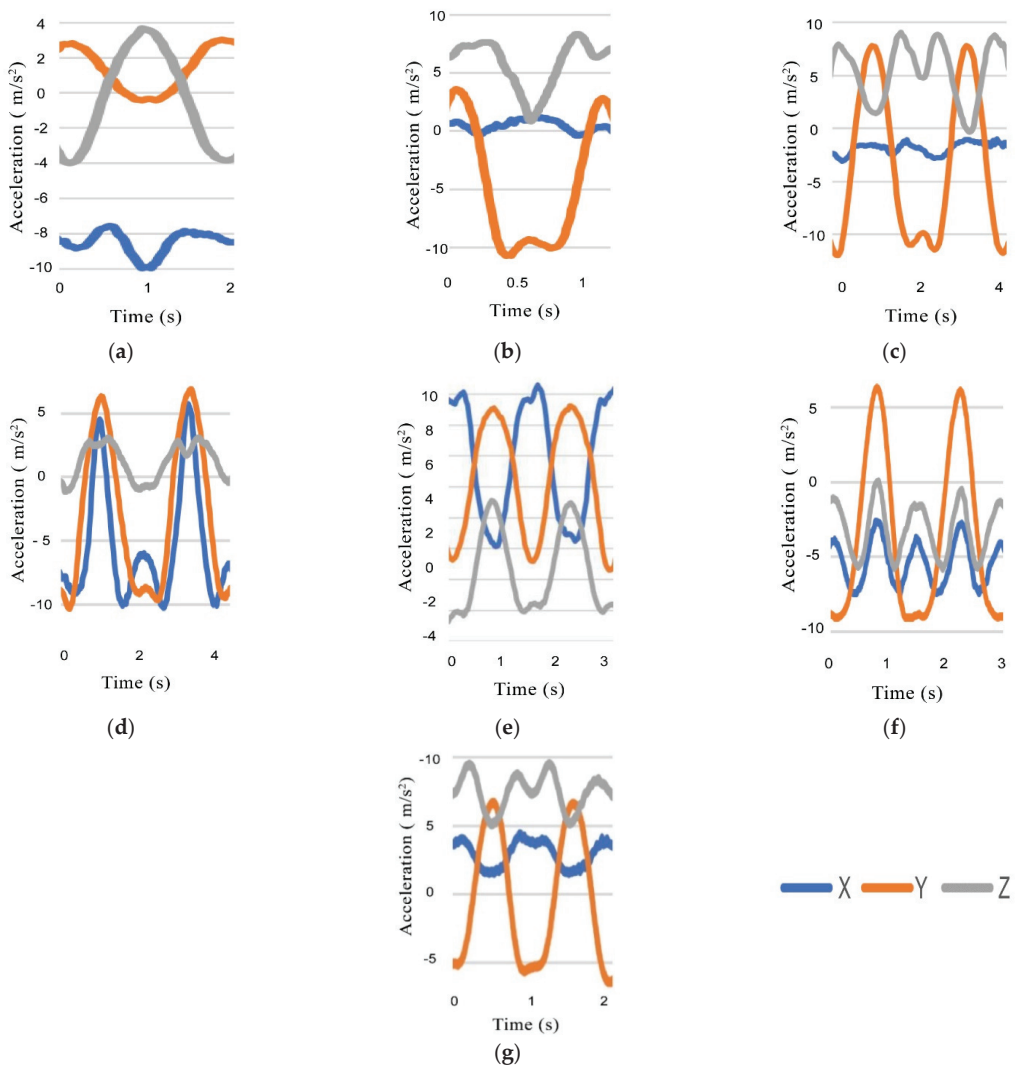 4
2
0
-2
-4
-6
-8
-10
Acceleration ( m/s²)
0 1 2
Time (s)
(a)
10
5
0
-5
-10
Acceleration ( m/s²)
0 0.5 1
Time (s)
(b)
10
5
0
-5
-10
Acceleration ( m/s²)
0 2 4
Time (s)
(c)
5
0
- 5
-10
Acceleration ( m/s²)
0 2 4
Time (s)
(d)
10
8
6
4
2
0
-2
-4
Acceleration ( m/s²)
0 1 2 3
Time (s)
(e)
5
0
-5
-10
Acceleration ( m/s²)
0 1 2 3
Time (s)
(f)
-10
5
0
-5
Acceleration ( m/s²)
0 1 2
Time (s)
(g)
X Y Z